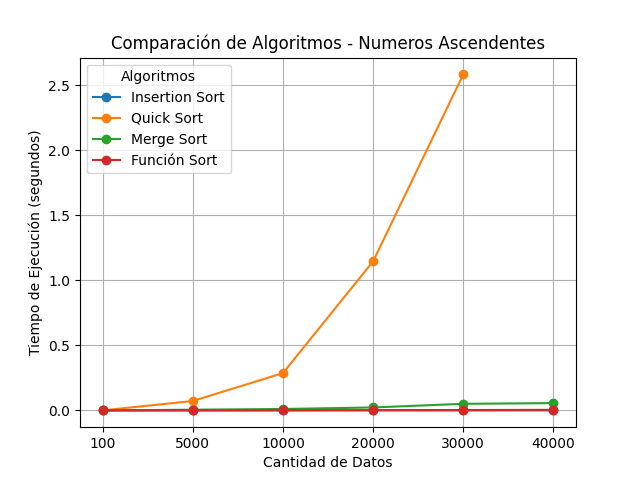 Comparación de Algoritmos - Numeros Ascendentes
Algoritmos
Insertion Sort
Quick Sort
Merge Sort
Función Sort
Tiempo de Ejecución (segundos)
2.5
2.0
1.5
1.0
0.5
0.0
100 5000 10000 20000 30000 40000
Cantidad de Datos